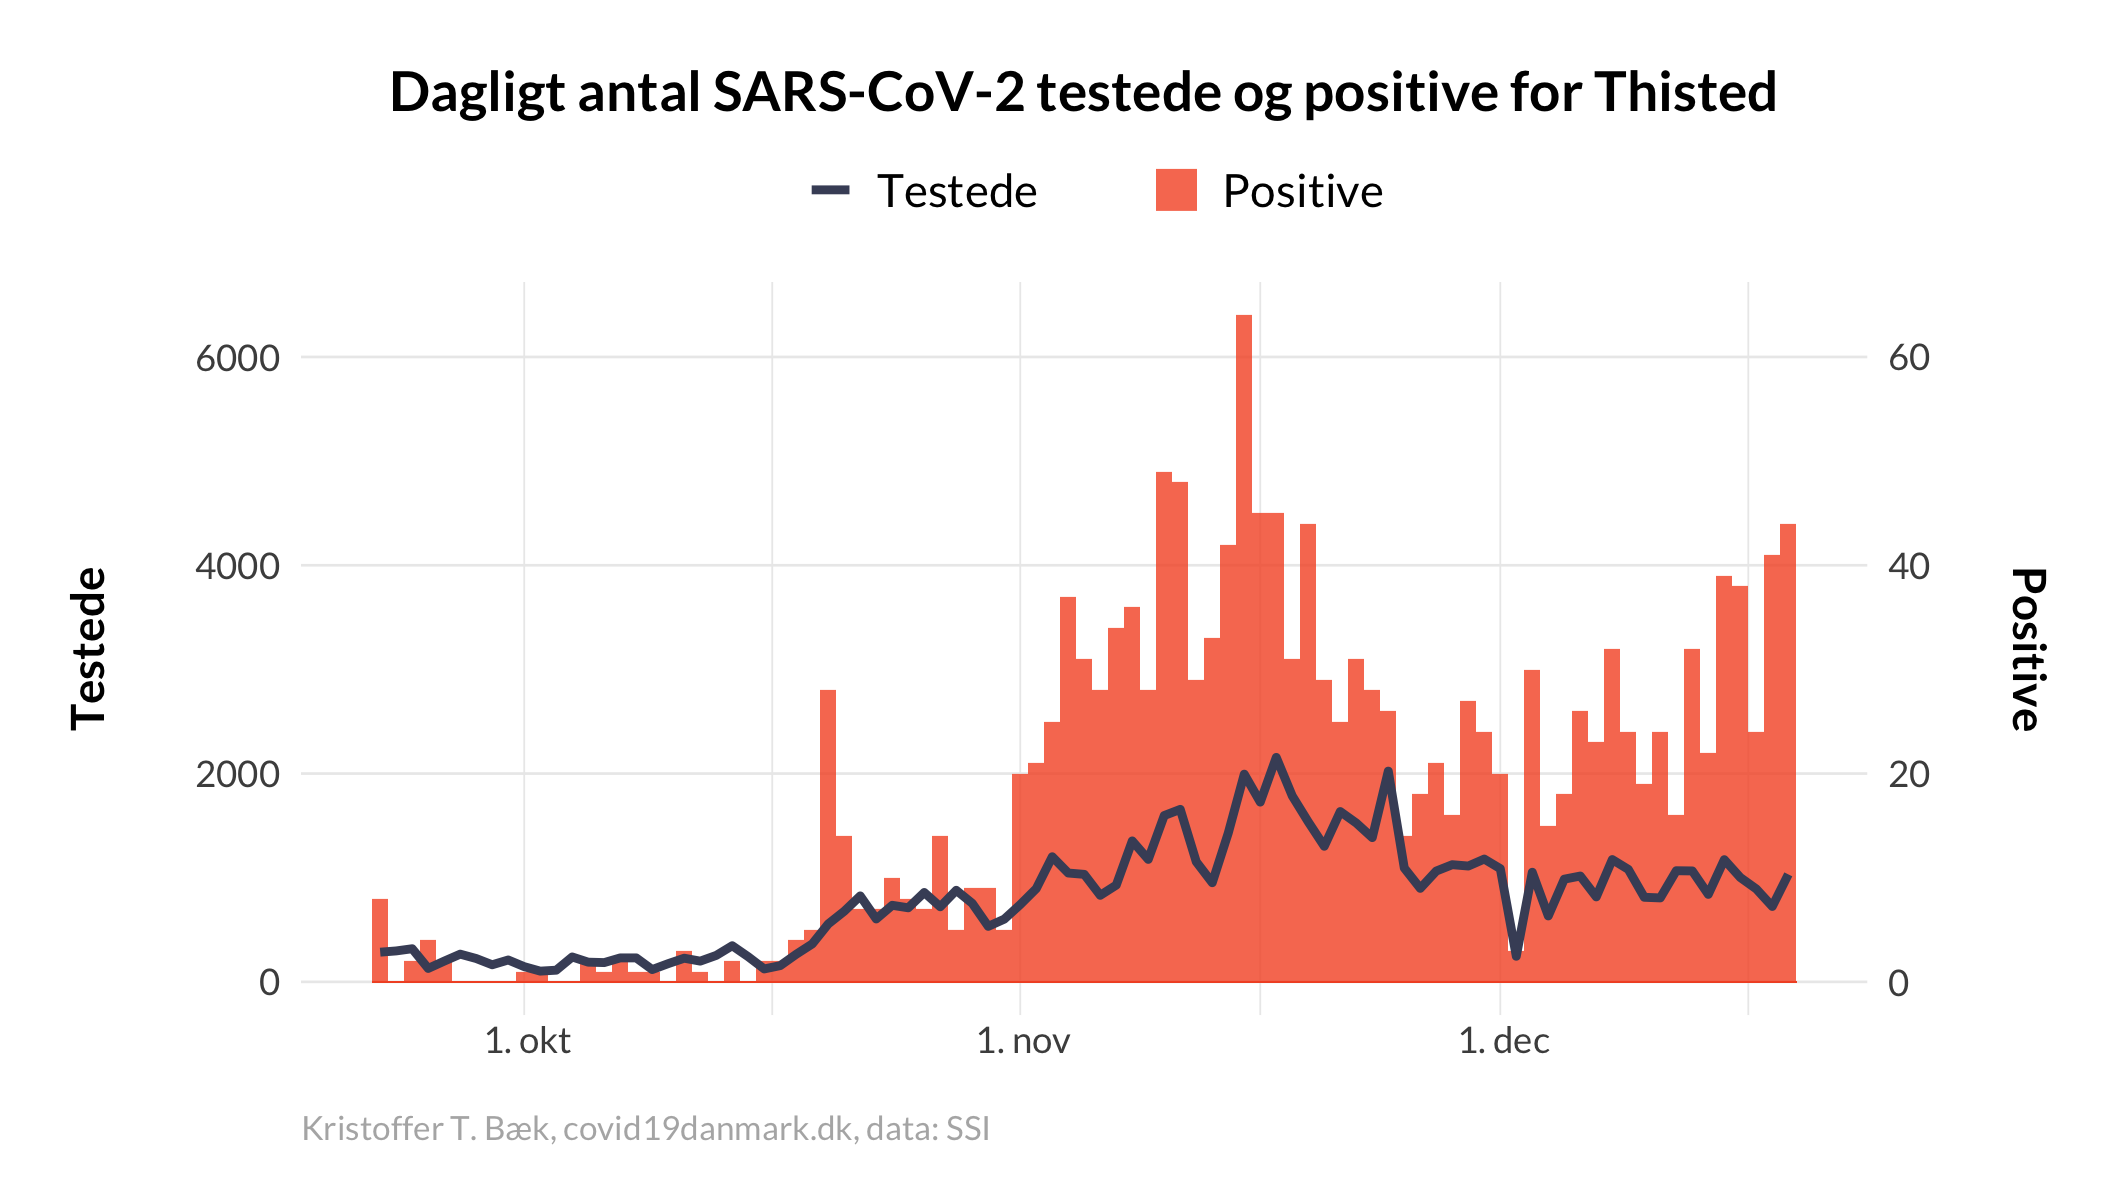 Dagligt antal SARS-CoV-2 testede og positive for Thisted
Testede
Positive
6000
4000
2000
0
60
40
20
0
Testede
Positive
1. okt
1. nov
1. dec
Kristoffer T. Bæk, covid19danmark.dk, data: SSI